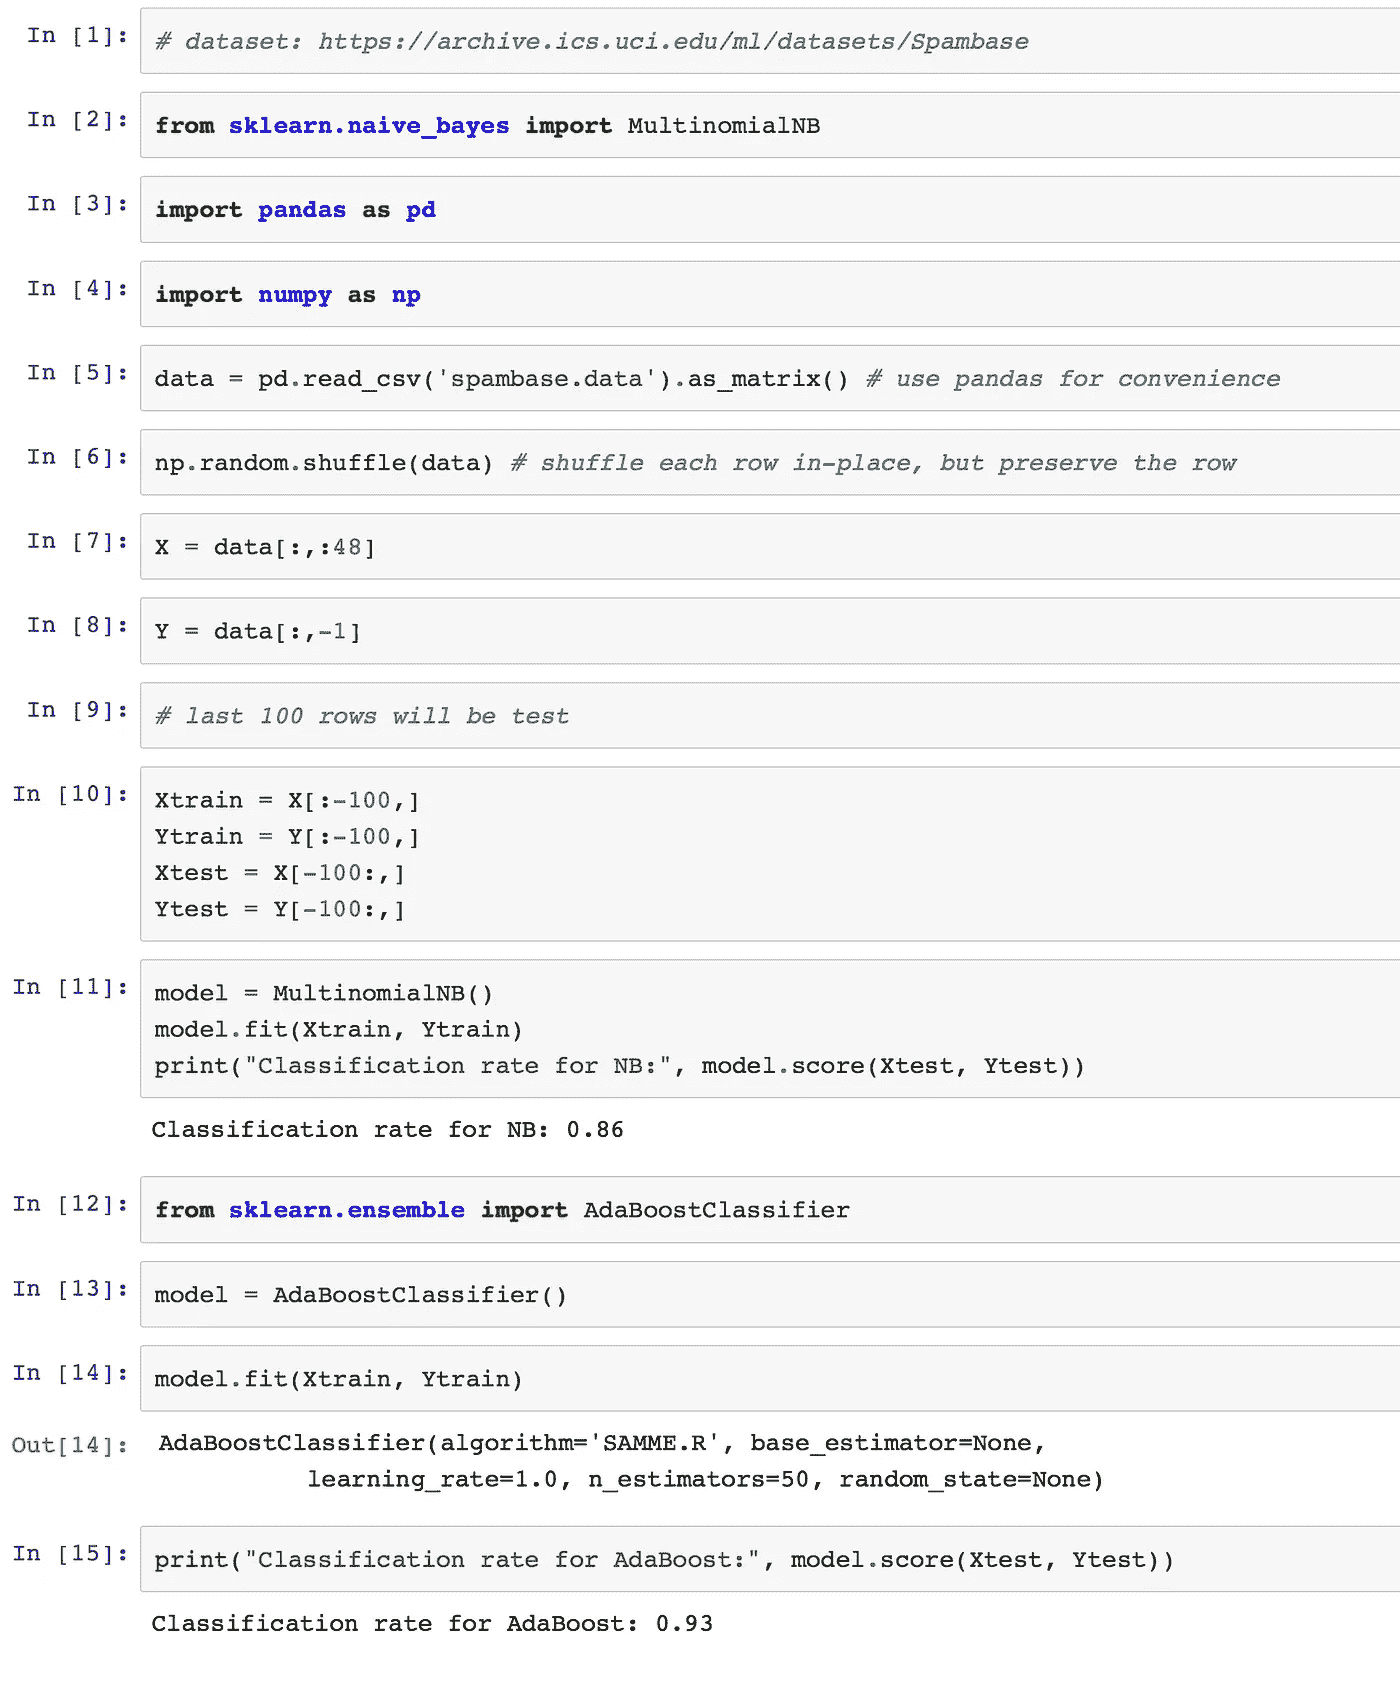 In [1]: # dataset: https://archive.ics.uci.edu/ml/datasets/Spambase
In [2]: from sklearn.naive_bayes import MultinomialNB
In [3]: import pandas as pd
In [4]: import numpy as np
In [5]: data = pd.read_csv('spambase.data').as_matrix() # use pandas for convenience
In [6]: np.random.shuffle(data) # shuffle each row in-place, but preserve the row
In [7]: X = data[:,:48]
In [8]: Y = data[:,-1]
In [9]: # last 100 rows will be test
In [10]: Xtrain = X[:-100,]
Ytrain = Y[:-100,]
Xtest = X[-100:,]
Ytest = Y[-100:,]
In [11]: model = MultinomialNB()
model.fit(Xtrain, Ytrain)
print("Classification rate for NB:", model.score(Xtest, Ytest))
Classification rate for NB: 0.86
In [12]: from sklearn.ensemble import AdaBoostClassifier
In [13]: model = AdaBoostClassifier()
In [14]: model.fit(Xtrain, Ytrain)
Out[14]: AdaBoostClassifier(algorithm='SAMME.R', base_estimator=None,
learning_rate=1.0, n_estimators=50, random_state=None)
In [15]: print("Classification rate for AdaBoost:", model.score(Xtest, Ytest))
Classification rate for AdaBoost: 0.93